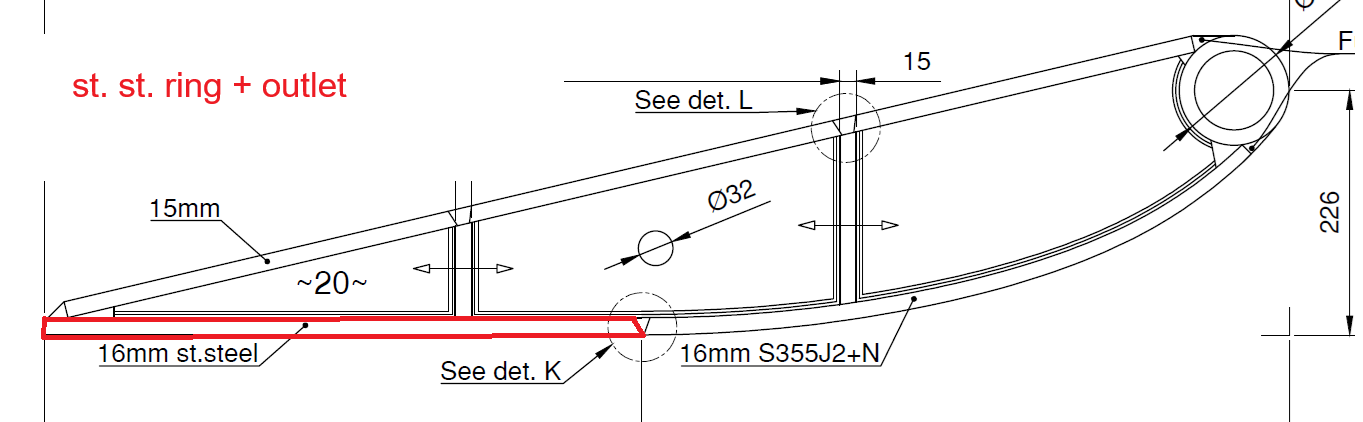 st. st. ring + outlet
15
See det. L
Ø32
15mm
226
~20~
16mm st.steel
16mm S355J2+N
See det. K